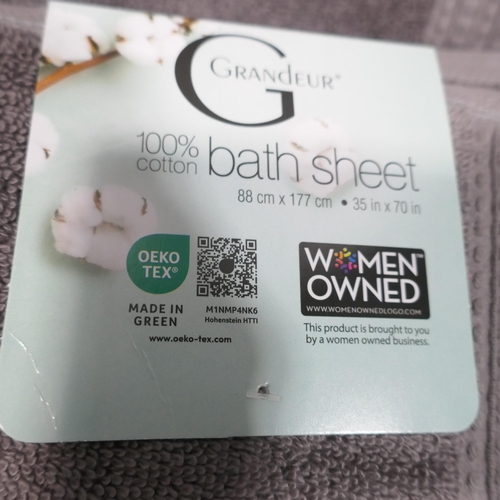 G
GRANDEUR®
100% cotton bath sheet
88 cm x 177 cm • 35 in x 70 in
OEKO
TEX®
MADE IN
GREEN
M1NMP4NK6
Hohenstein HTTI
www.oeko-tex.com
WOMEN™
OWNED
WWW.WOMENOWNEDLOGO.COM
This product is brought to you
by a women owned business.